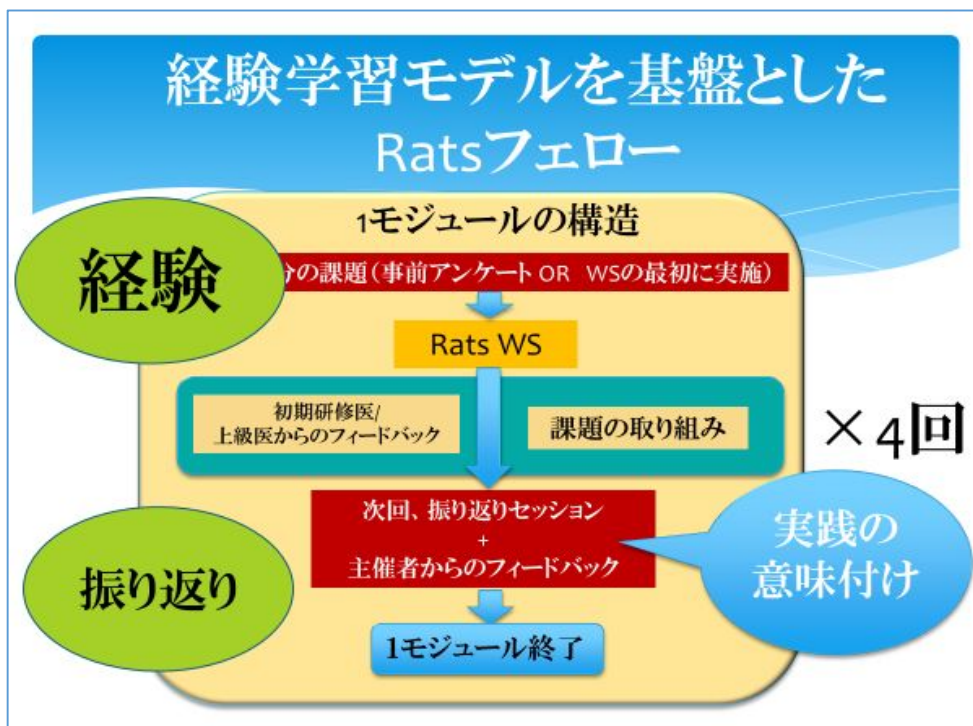 経験学習モデルを基盤とした
Ratsフェロー
1モジュールの構造
経験
分の課題(事前アンケート OR WSの最初に実施)
Rats WS
初期研修医/
上級医からのフィードバック
課題の取り組み
×4回
次回、振り返りセッション
+
主催者からのフィードバック
実践の
意味付け
振り返り
1モジュール終了